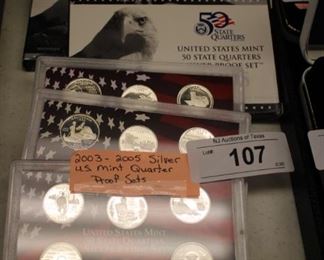 50
STATE
QUARTERS
UNITED STATES MINT
50 STATE QUARTERS
SILVER PROOF SET
NJ Auctions of Texas
Lot#
107
2003-2005 Silver
U.S. Mint Quarter
Proof Sets
UNITED STATES MINT